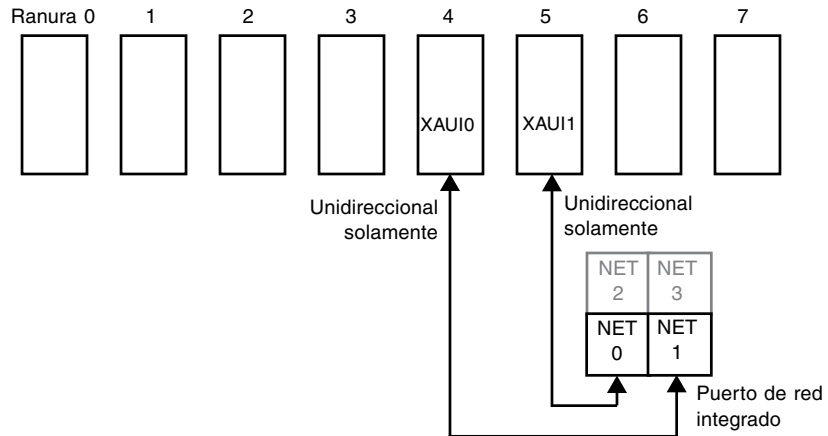 Ranura 0 1 2 3 4 5 6 7
XAUI0 XAUI1
Unidireccional
solamente
Unidireccional
solamente
NET NET
2 3
NET NET
0 1
Puerto de red
integrado